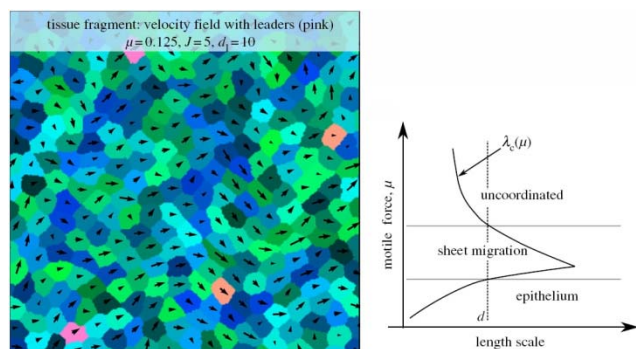 tissue fragment: velocity field with leaders (pink)
μ = 0.125, J = 5, d_l = 10
λ_c(μ)
uncoordinated
sheet migration
epithelium
motile force, μ
d
length scale